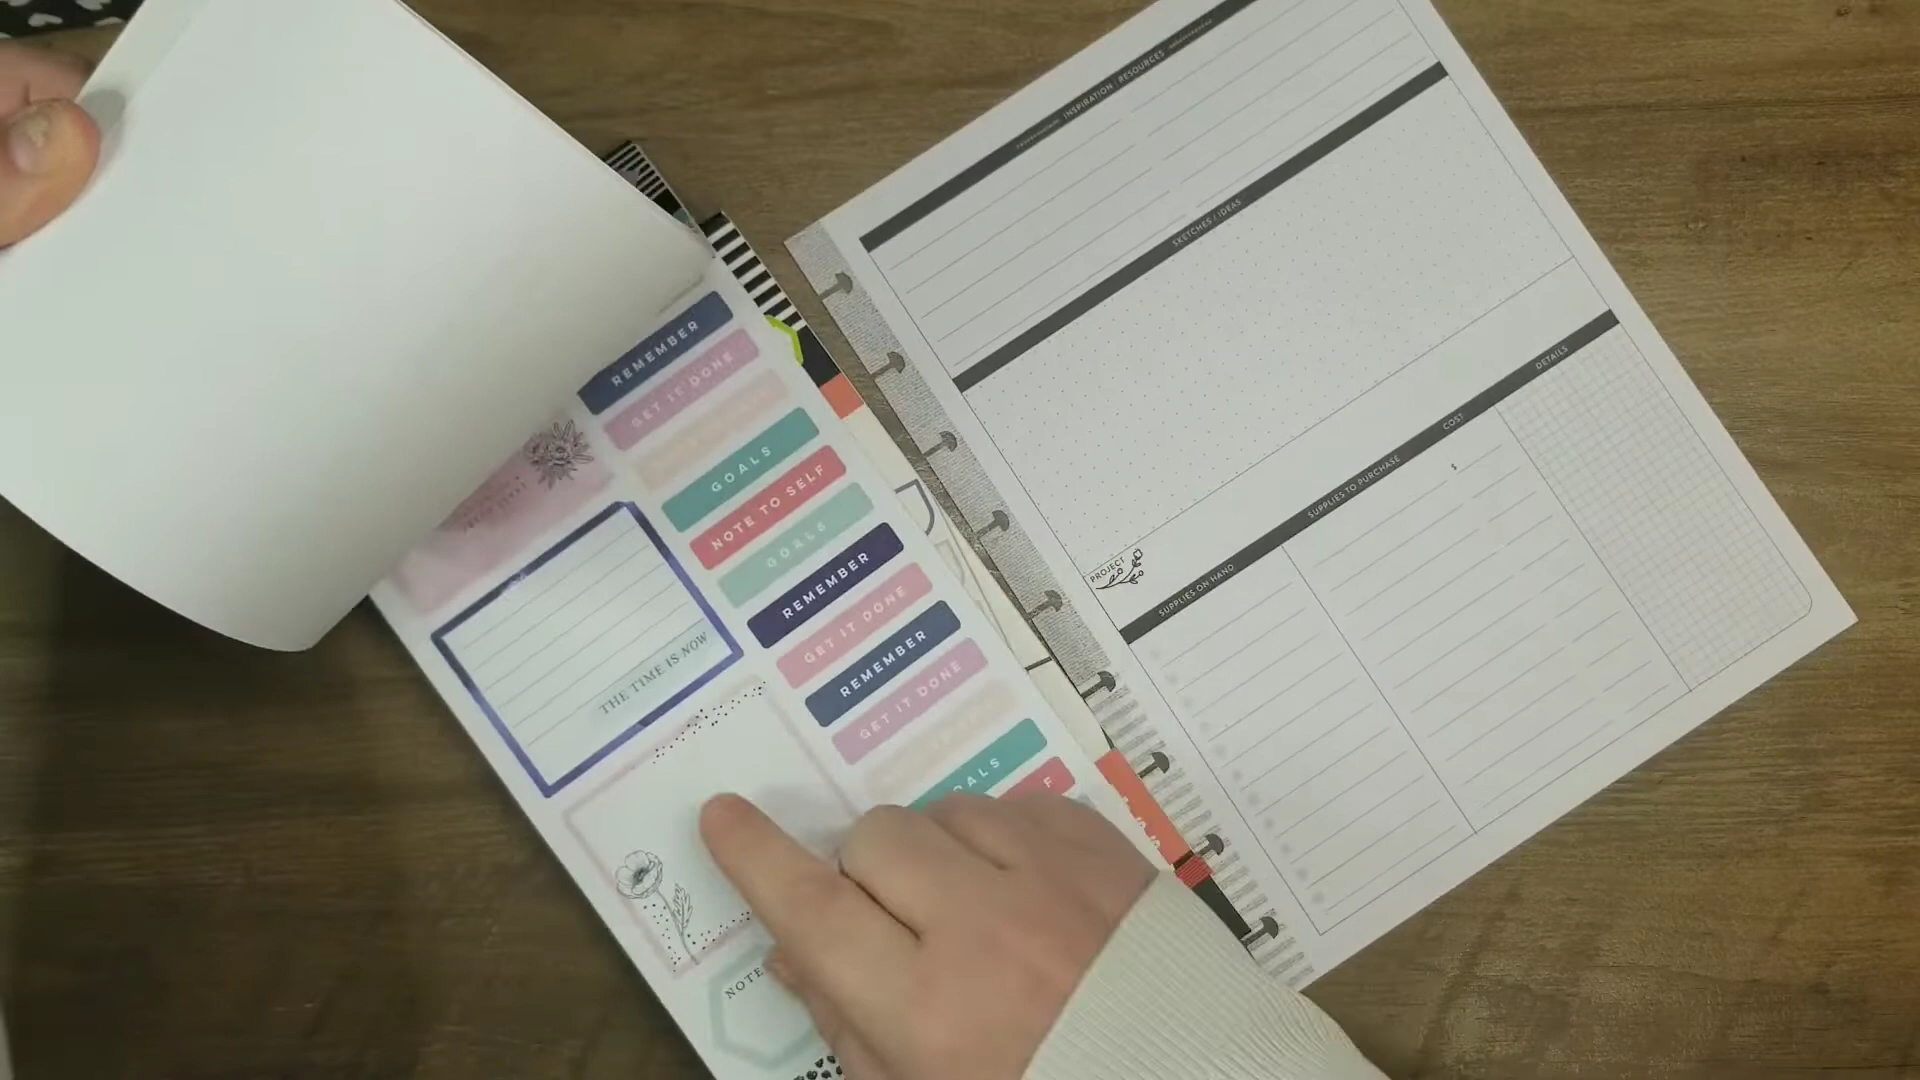 REMEMBER
GET IT DONE
GOALS
NOTE TO SELF
GOALS
REMEMBER
GET IT DONE
REMEMBER
GET IT DONE
F
THE TIME IS NOW
INSPIRATION | RESOURCES
SKETCHES / IDEAS
PROJECT
SUPPLIES ON HAND
SUPPLIES TO PURCHASE
COST
DETAILS
$